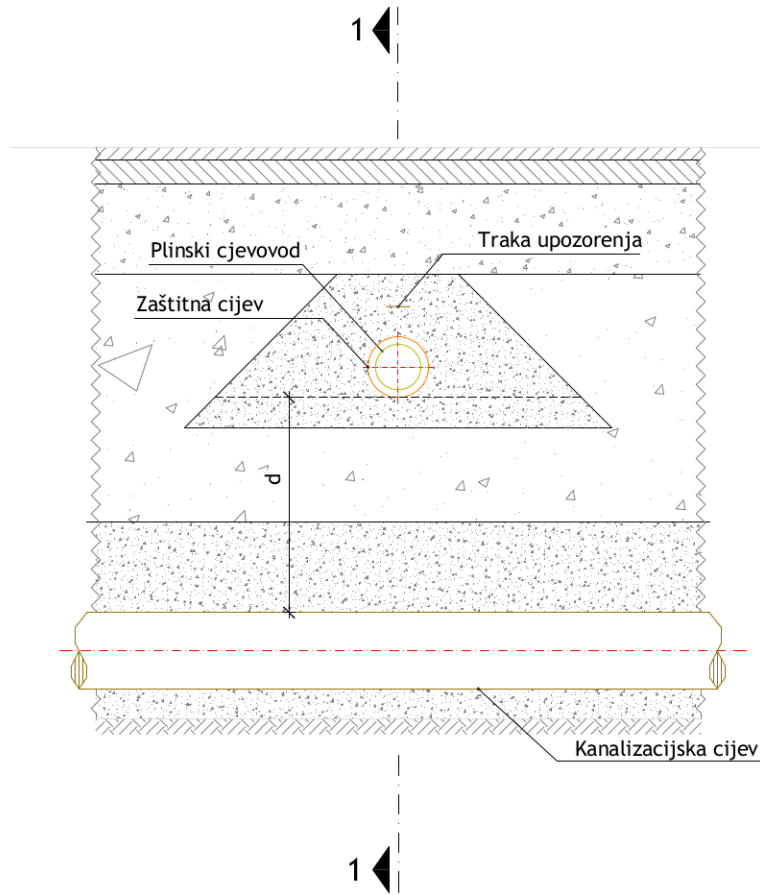 1
Traka upozorenja
Plinski cjevovod
Zaštitna cijev
d
Kanalizacijska cijev
1